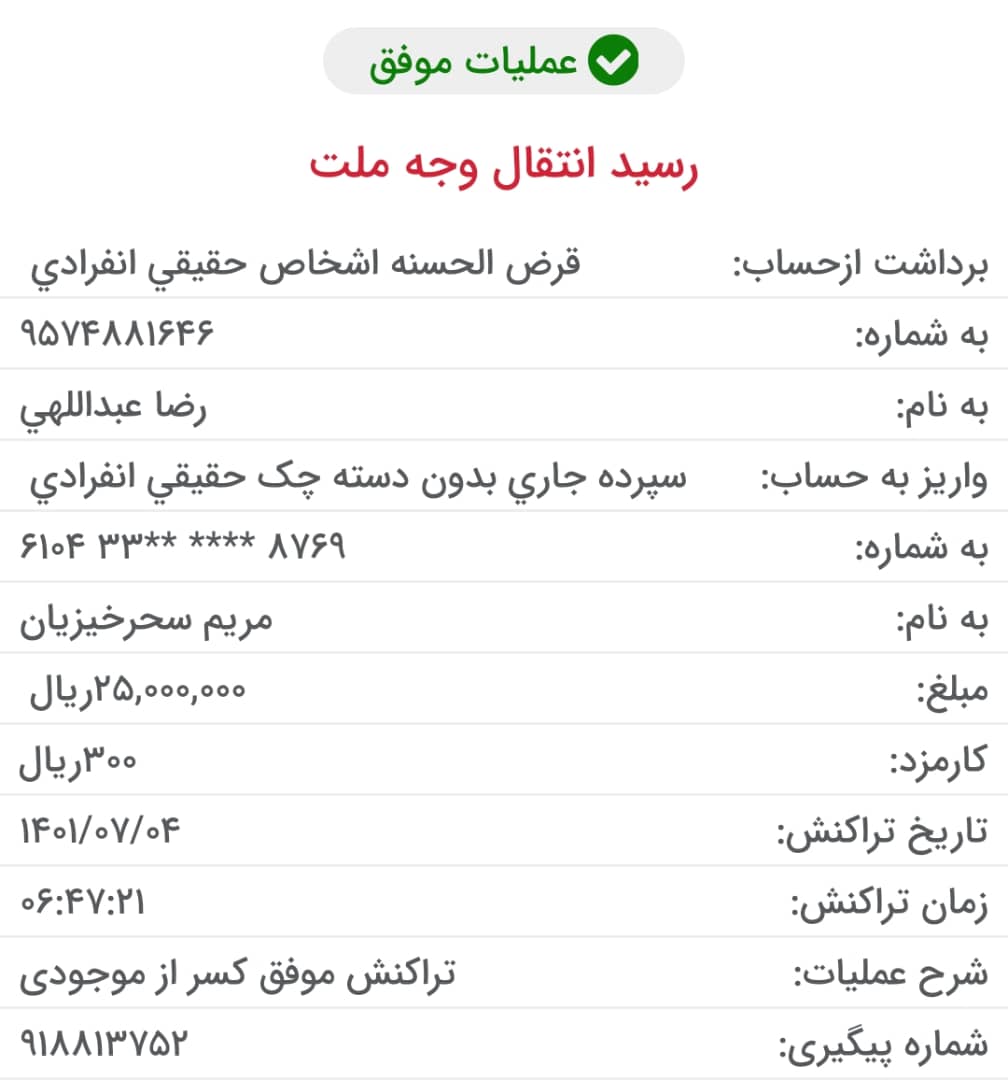 عملیات موفق
رسید انتقال وجه ملت
برداشت ازحساب: قرض الحسنه اشخاص حقيقي انفرادي
به شماره: ۹۵۷۴۸۸۱۶۴۶
به نام: رضا عبداللهي
واریز به حساب: سپرده جاري بدون دسته چک حقيقي انفرادي
به شماره: ۶۱۰۴ ۳۳** **** ۸۷۶۹
به نام: مریم سحرخیزیان
مبلغ: ۲۵,۰۰۰,۰۰۰ریال
کارمزد: ۳۰۰ریال
تاریخ تراکنش: ۱۴۰۱/۰۷/۰۴
زمان تراکنش: ۰۶:۴۷:۲۱
شرح عملیات: تراکنش موفق کسر از موجودی
شماره پیگیری: ۹۱۸۸۱۳۷۵۲